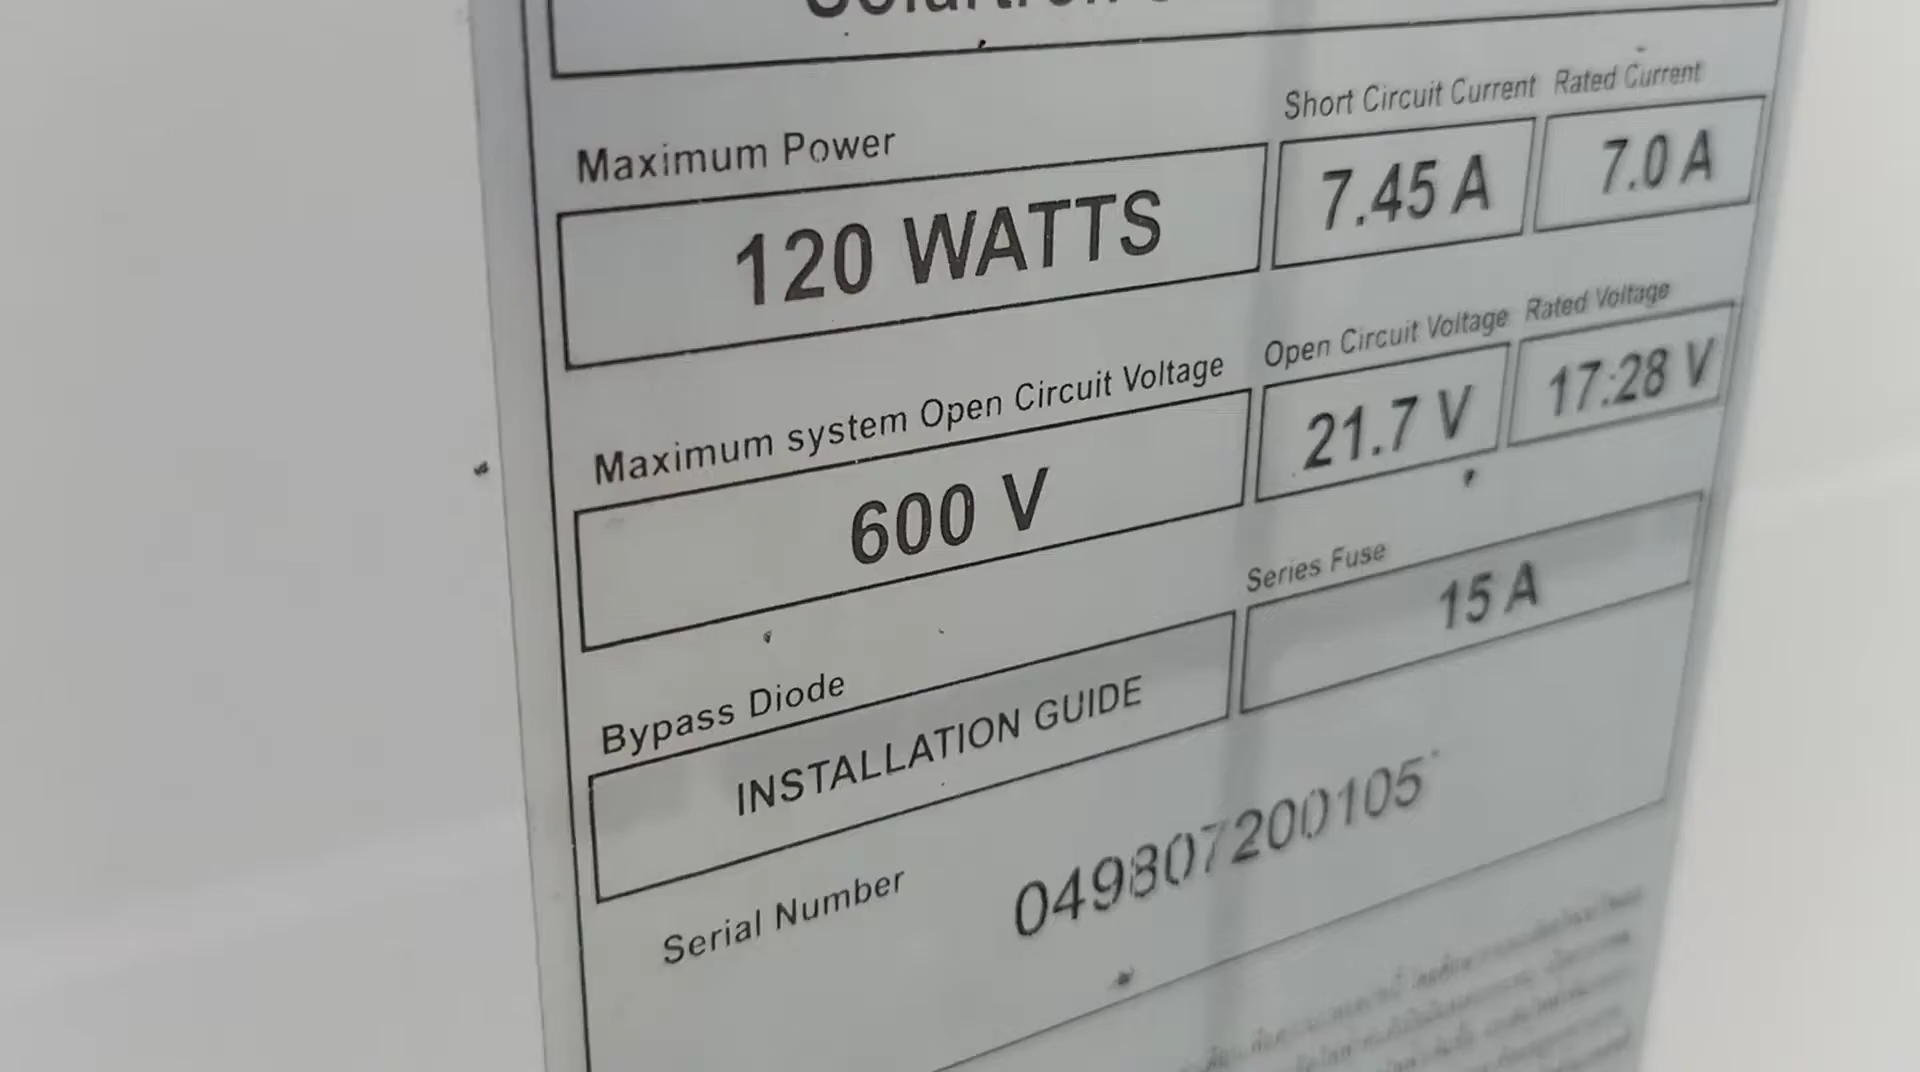 Maximum Power
Short Circuit Current
Rated Current
120 WATTS
7.45 A
7.0 A
Maximum system Open Circuit Voltage
Open Circuit Voltage
Rated Voltage
600 V
21.7 V
17.28 V
Bypass Diode
Series Fuse
INSTALLATION GUIDE
15 A
Serial Number
049807200105